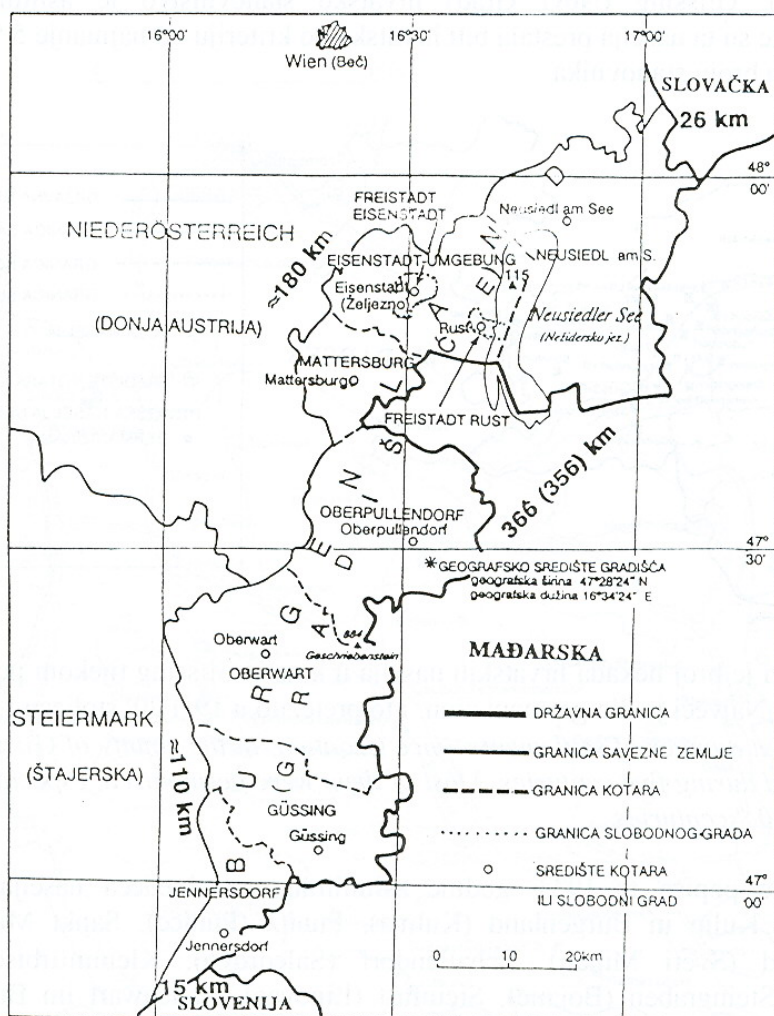 16°00'
16°30'
17°00'
Wien (Beč)
SLOVAČKA
26 km
48°
00'
FREISTADT
EISENSTADT
Neusiedl am See
NIEDERÖSTERREICH
≈180 km
EISENSTADT-UMGEBUNG
NEUSIEDL am S.
115
Eisenstadt
(Željezno)
Neusiedler See
(Nežidersko jez.)
(DONJA AUSTRIJA)
Rust
MATTERSBURG
Mattersburg
FREISTADT RUST
366 (356) km
OBERPULLENDORF
Oberpullendorf
47°
30'
*GEOGRAFSKO SREDIŠTE GRADIŠĆA
geografska širina 47°28'24" N
geografska dužina 16°34'24" E
884
Geschriebenstein
Oberwart
OBERWART
MAĐARSKA
STEIERMARK
(ŠTAJERSKA)
≈110 km
DRŽAVNA GRANICA
GRANICA SAVEZNE ZEMLJE
GRANICA KOTARA
GRANICA SLOBODNOG GRADA
SREDIŠTE KOTARA
ILI SLOBODNI GRAD
GÜSSING
Güssing
47°
00'
JENNERSDORF
Jennersdorf
0 10 20km
15 km
SLOVENIJA
BURGENLAND
GRADIŠĆE